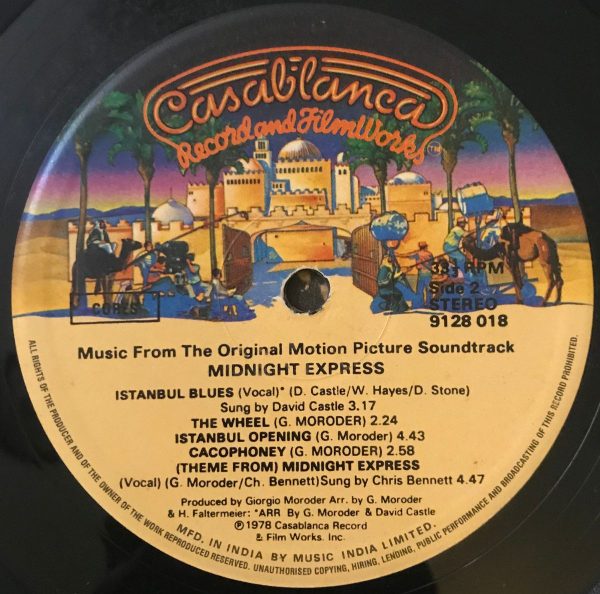 Casablanca
Record and FilmWorks
TM
33⅓ RPM
Side 2
STEREO
9128 018
Music From The Original Motion Picture Soundtrack
MIDNIGHT EXPRESS
ISTANBUL BLUES (Vocal)* (D. Castle/W. Hayes/D. Stone)
Sung by David Castle 3.17
THE WHEEL (G. MORODER) 2.24
ISTANBUL OPENING (G. Moroder) 4.43
CACOPHONEY (G. MORODER) 2.58
(THEME FROM) MIDNIGHT EXPRESS
(Vocal) (G. Moroder/Ch. Bennett)Sung by Chris Bennett 4.47
Produced by Giorgio Moroder Arr. by G. Moroder
& H. Faltermeier: *ARR By G. Moroder & David Castle
℗1978 Casablanca Record
& Film Works. Inc.
MFD. IN INDIA BY MUSIC INDIA LIMITED.
ALL RIGHTS OF THE PRODUCER AND OF THE OWNER OF THE WORK REPRODUCED RESERVED. UNAUTHORISED COPYING, HIRING, LENDING, PUBLIC PERFORMANCE AND BROADCASTING OF THIS RECORD PROHIBITED.